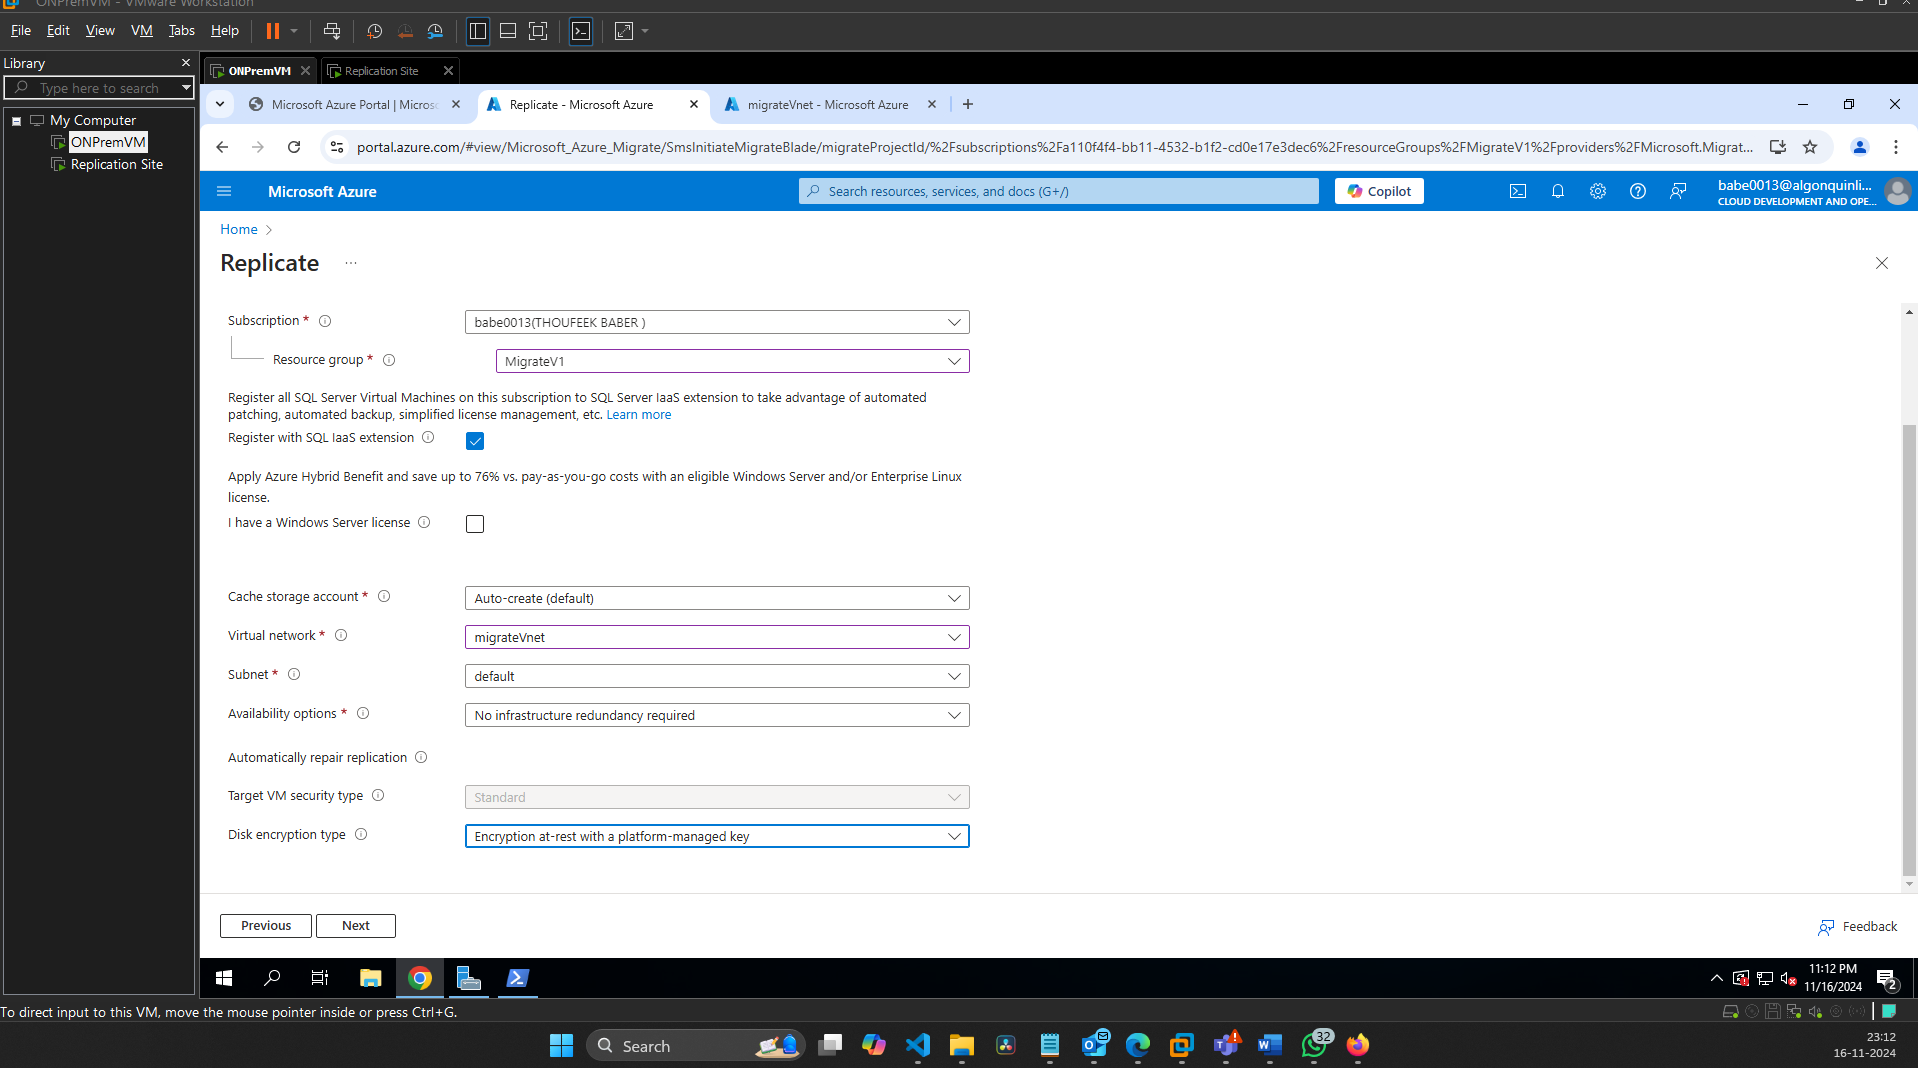 ONPremVM - VMware Workstation
File Edit View VM Tabs Help
Library
Type here to search
My Computer
ONPremVM
Replication Site
ONPremVM
Replication Site
Microsoft Azure Portal | Micros
Replicate - Microsoft Azure
migrateVnet - Microsoft Azure
portal.azure.com/#view/Microsoft_Azure_Migrate/SmsInitiateMigrateBlade/migrateProjectId/%2Fsubscriptions%2Fa110f4f4-bb11-4532-b1f2-cd0e17e3dec6%2FresourceGroups%2FMigrateV1%2Fproviders%2FMicrosoft.Migrat...
Microsoft Azure
Search resources, services, and docs (G+/)
Copilot
babe0013@algonquinli...
CLOUD DEVELOPMENT AND OPE...
Home
Replicate
...
Subscription *
babe0013(THOUFEEK BABER )
Resource group *
MigrateV1
Register all SQL Server Virtual Machines on this subscription to SQL Server IaaS extension to take advantage of automated
patching, automated backup, simplified license management, etc. Learn more
Register with SQL IaaS extension
Apply Azure Hybrid Benefit and save up to 76% vs. pay-as-you-go costs with an eligible Windows Server and/or Enterprise Linux
license.
I have a Windows Server license
Cache storage account *
Auto-create (default)
Virtual network *
migrateVnet
Subnet *
default
Availability options *
No infrastructure redundancy required
Automatically repair replication
Target VM security type
Standard
Disk encryption type
Encryption at-rest with a platform-managed key
Previous
Next
Feedback
11:12 PM
11/16/2024
2
To direct input to this VM, move the mouse pointer inside or press Ctrl+G.
Search
32
23:12
16-11-2024